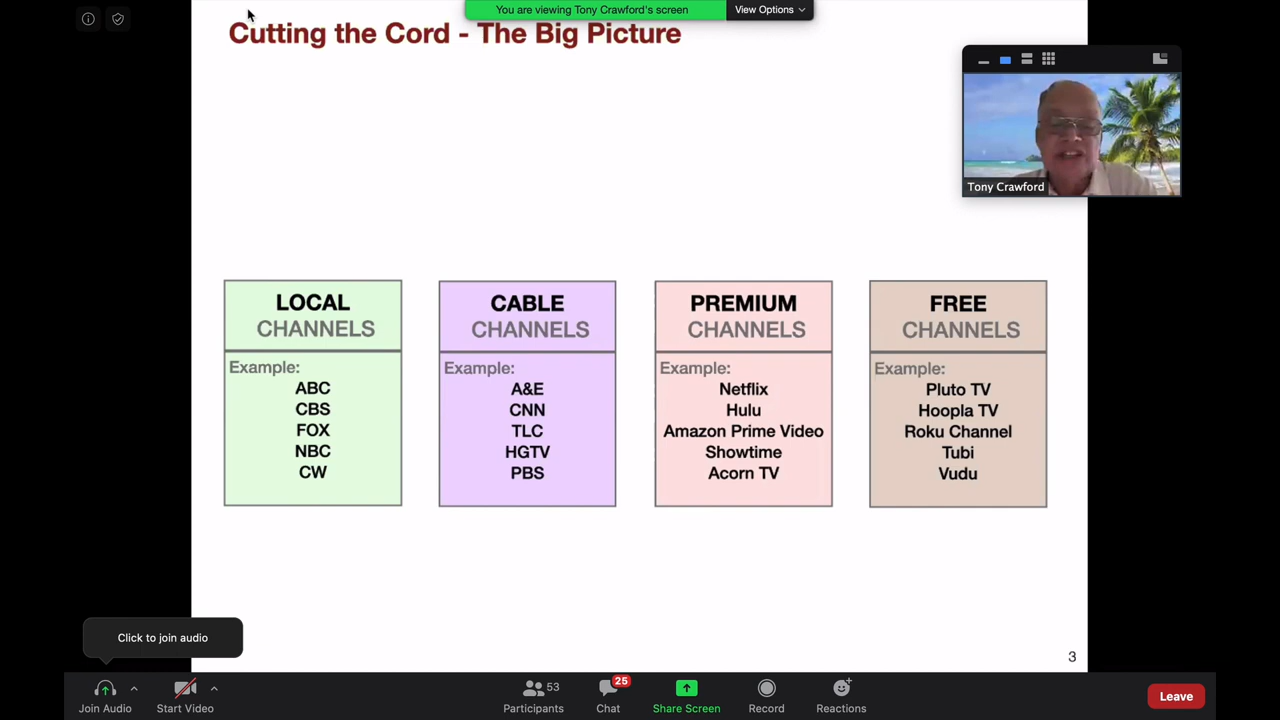 You are viewing Tony Crawford's screen
View Options
Cutting the Cord - The Big Picture
Tony Crawford
LOCAL
CHANNELS
Example:
ABC
CBS
FOX
NBC
CW
CABLE
CHANNELS
Example:
A&E
CNN
TLC
HGTV
PBS
PREMIUM
CHANNELS
Example:
Netflix
Hulu
Amazon Prime Video
Showtime
Acorn TV
FREE
CHANNELS
Example:
Pluto TV
Hoopla TV
Roku Channel
Tubi
Vudu
Click to join audio
3
Join Audio
Start Video
53
Participants
25
Chat
Share Screen
Record
Reactions
Leave